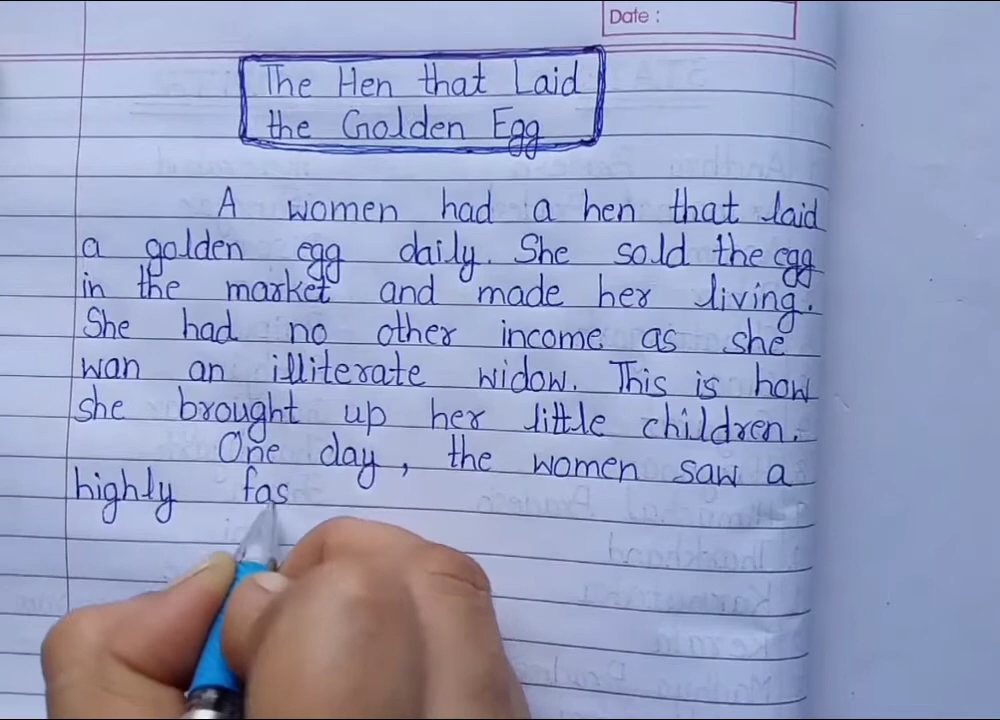 Date :
The Hen that Laid
the Golden Egg
A women had a hen that laid
a golden egg daily. She sold the egg
in the market and made her living.
She had no other income as she
wan an illiterate widow. This is how
she brought up her little children.
One day, the women saw a
highly fas